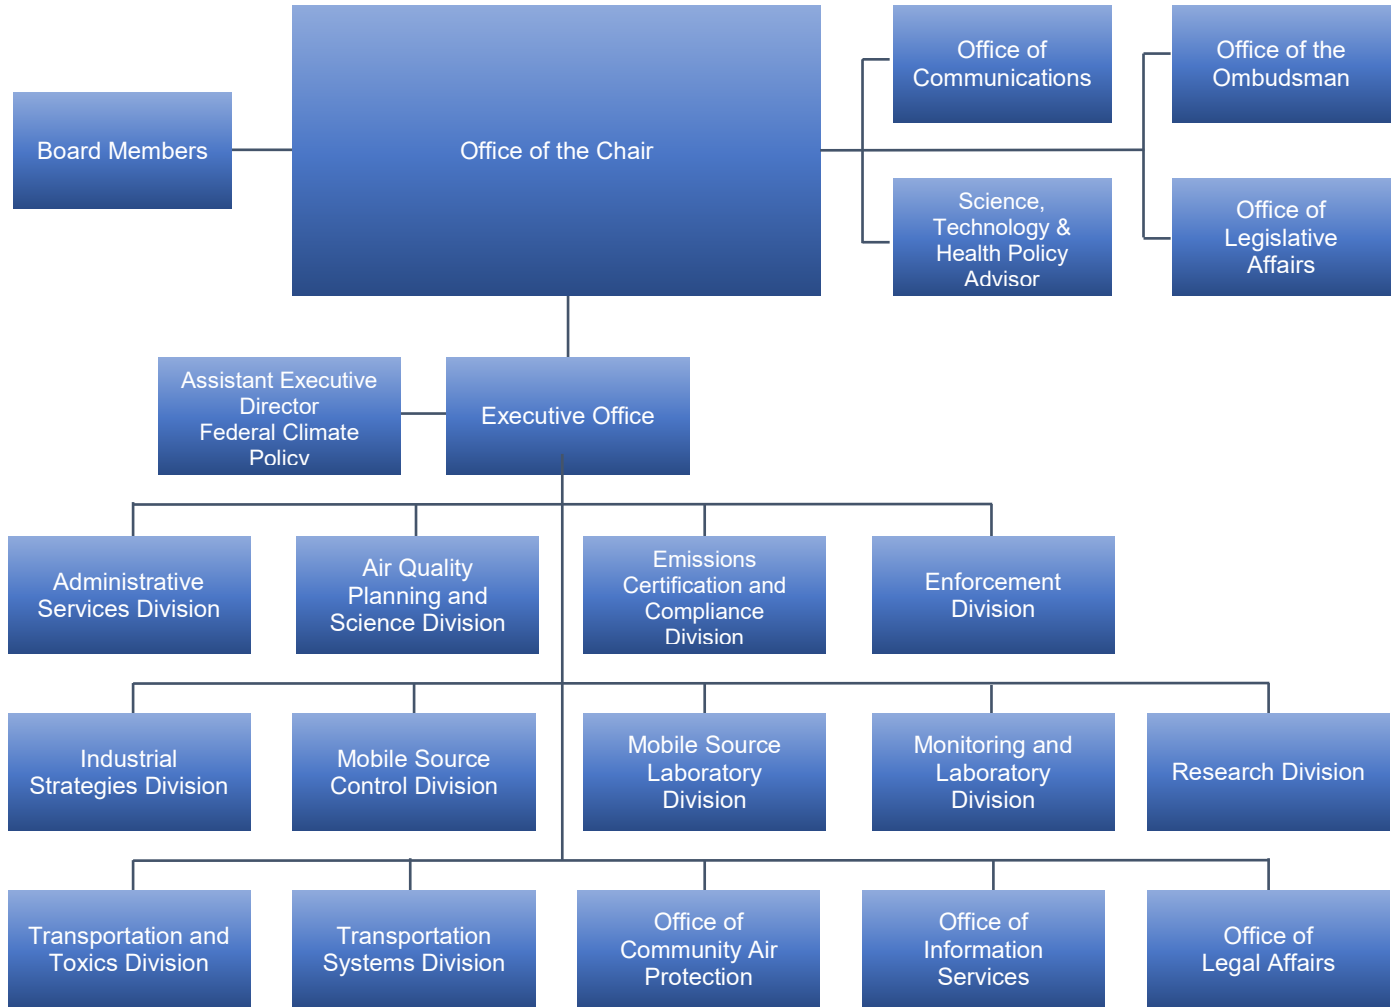 Office of
Communications
Office of the
Ombudsman
Board Members
Office of the Chair
Science,
Technology &
Health Policy
Advisor
Office of
Legislative
Affairs
Assistant Executive
Director
Federal Climate
Policy
Executive Office
Administrative
Services Division
Air Quality
Planning and
Science Division
Emissions
Certification and
Compliance
Division
Enforcement
Division
Industrial
Strategies Division
Mobile Source
Control Division
Mobile Source
Laboratory
Division
Monitoring and
Laboratory
Division
Research Division
Transportation and
Toxics Division
Transportation
Systems Division
Office of
Community Air
Protection
Office of
Information
Services
Office of
Legal Affairs